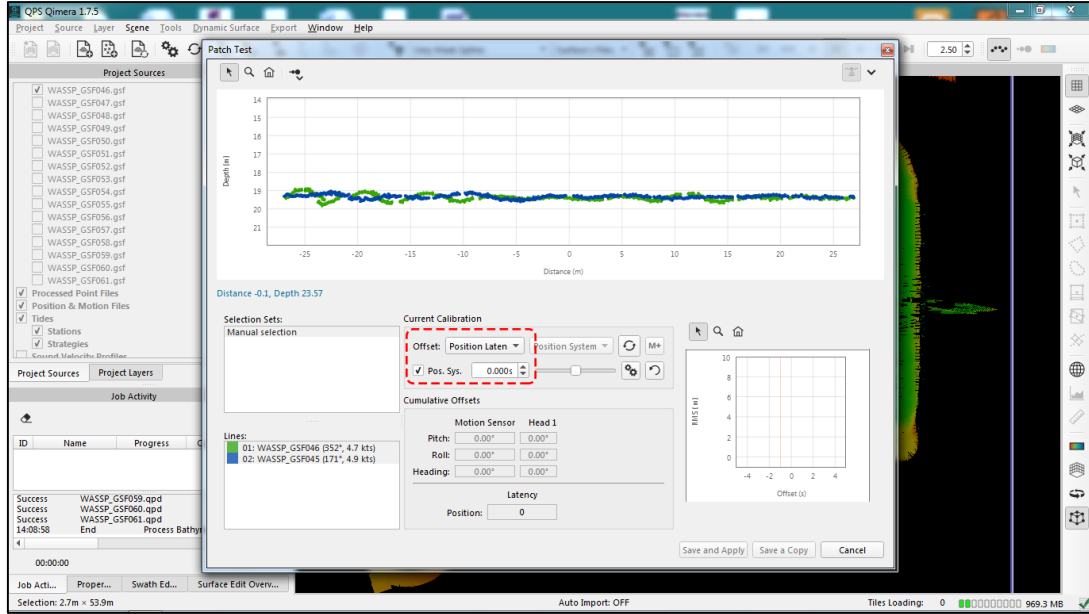 QPS Qimera 1.7.5
Project Source Layer Scene Tools Dynamic Surface Export Window Help
2.50
Project Sources
WASSP_GSF046.gsf
WASSP_GSF047.gsf
WASSP_GSF048.gsf
WASSP_GSF049.gsf
WASSP_GSF050.gsf
WASSP_GSF051.gsf
WASSP_GSF052.gsf
WASSP_GSF053.gsf
WASSP_GSF054.gsf
WASSP_GSF055.gsf
WASSP_GSF056.gsf
WASSP_GSF057.gsf
WASSP_GSF058.gsf
WASSP_GSF059.gsf
WASSP_GSF060.gsf
WASSP_GSF061.gsf
Processed Point Files
Position & Motion Files
Tides
Stations
Strategies
Sound Velocity Profiles
Project Sources Project Layers
Job Activity
ID Name Progress
Success WASSP_GSF059.qpd
Success WASSP_GSF060.qpd
Success WASSP_GSF061.qpd
14:08:58 End Process Bathy
00:00:00
Job Acti... Proper... Swath Ed... Surface Edit Overv...
Patch Test
14
15
16
17
18
19
20
21
Depth (m)
-25 -20 -15 -10 -5 0 5 10 15 20 25
Distance (m)
Distance -0.1, Depth 23.57
Selection Sets:
Manual selection
Lines:
01: WASSP_GSF046 (352°, 4.7 kts)
02: WASSP_GSF045 (171°, 4.9 kts)
Current Calibration
Offset: Position Laten Position System M+
Pos. Sys. 0.000s
Cumulative Offsets
Motion Sensor Head 1
Pitch: 0.00° 0.00°
Roll: 0.00° 0.00°
Heading: 0.00° 0.00°
Latency
Position: 0
10
8
6
4
2
0
RMS (m)
-4 -2 0 2 4
Offset (s)
Save and Apply Save a Copy Cancel
Selection: 2.7m × 53.9m Auto Import: OFF Tiles Loading: 0 969.3 MB